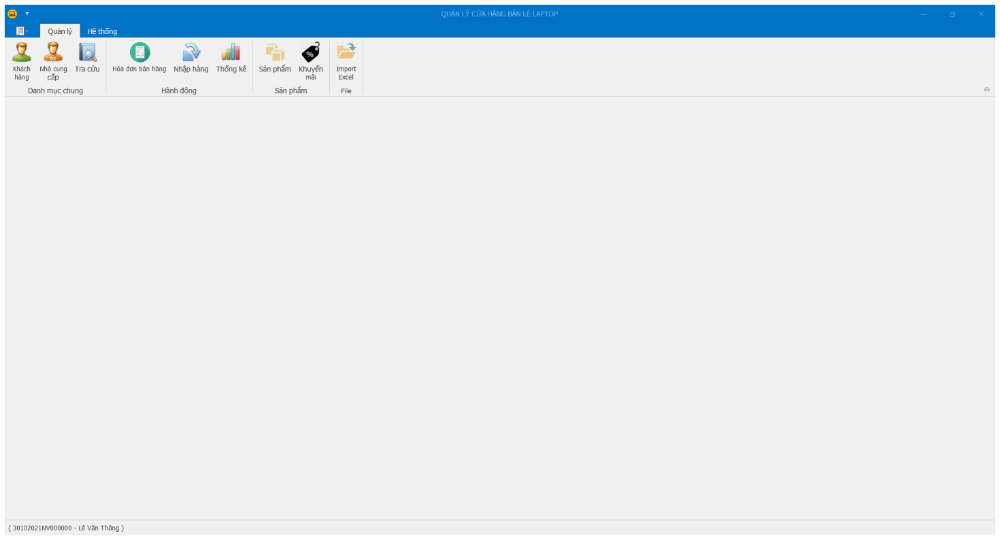 QUẢN LÝ CỬA HÀNG BÁN LẺ LAPTOP
Quản lý Hệ thống
Khách hàng
Nhà cung cấp
Tra cứu
Hóa đơn bán hàng
Nhập hàng
Thống kê
Sản phẩm
%
Khuyến mãi
Import Excel
Danh mục chung
Hành động
Sản phẩm
File
( 30102021NV000000 - Lê Văn Thông )